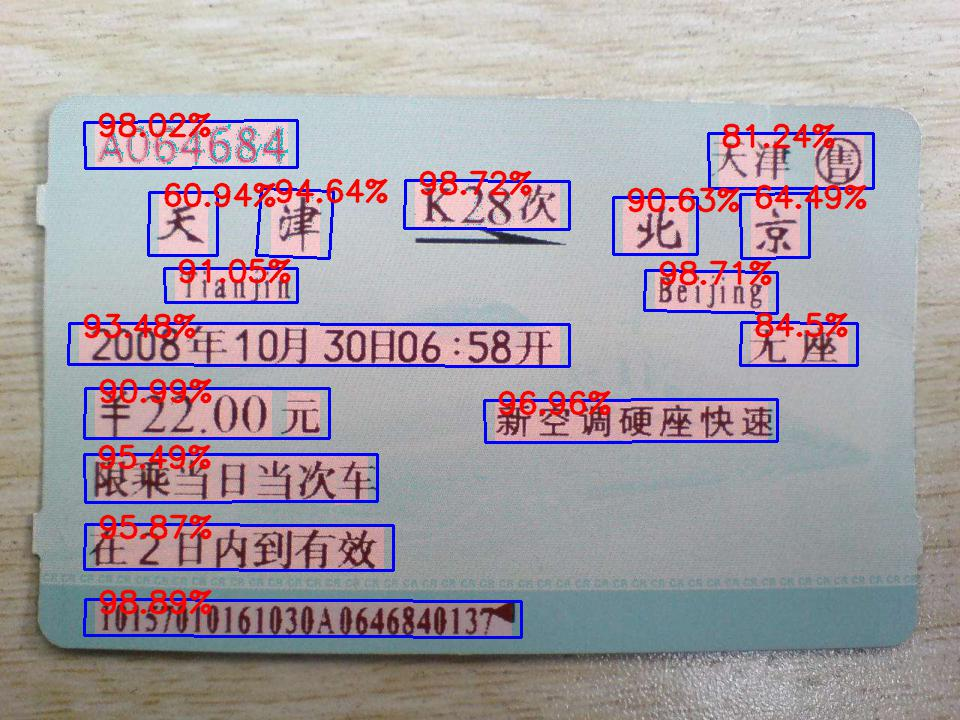 98.02% 81.24%
A064684 天津 售
60.94% 94.64% 98.72% 90.63% 64.49%
天 津 K28次 北 京
91.05% 98.71%
Tianjin Beijing
93.48% 84.5%
2008年10月30日06:58开 无座
90.99% 96.96%
￥22.00元 新空调硬座快速
95.49%
限乘当日当次车
95.87%
在2日内到有效
98.89%
10157010161030A0646840137